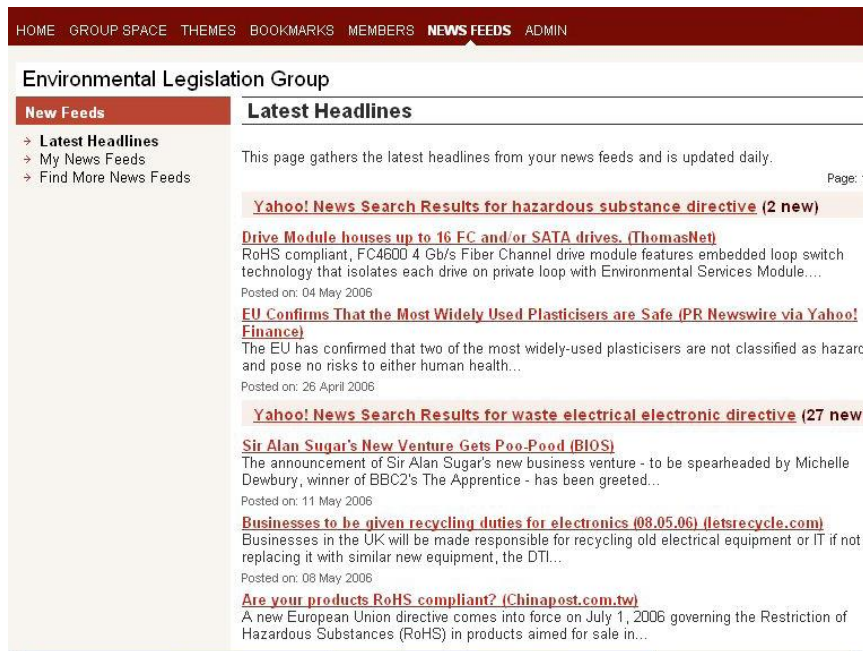 HOME GROUP SPACE THEMES BOOKMARKS MEMBERS NEWS FEEDS ADMIN
Environmental Legislation Group
New Feeds
Latest Headlines
My News Feeds
Find More News Feeds
Latest Headlines
This page gathers the latest headlines from your news feeds and is updated daily.
Page:
Yahoo! News Search Results for hazardous substance directive (2 new)
Drive Module houses up to 16 FC and/or SATA drives. (ThomasNet)
RoHS compliant, FC4600 4 Gb/s Fiber Channel drive module features embedded loop switch
technology that isolates each drive on private loop with Environmental Services Module....
Posted on: 04 May 2006
EU Confirms That the Most Widely Used Plasticisers are Safe (PR Newswire via Yahoo!
Finance)
The EU has confirmed that two of the most widely-used plasticisers are not classified as hazard
and pose no risks to either human health...
Posted on: 26 April 2006
Yahoo! News Search Results for waste electrical electronic directive (27 new
Sir Alan Sugar's New Venture Gets Poo-Pood (BIOS)
The announcement of Sir Alan Sugar's new business venture - to be spearheaded by Michelle
Dewbury, winner of BBC2's The Apprentice - has been greeted...
Posted on: 11 May 2006
Businesses to be given recycling duties for electronics (08.05.06) (letsrecycle.com)
Businesses in the UK will be made responsible for recycling old electrical equipment or IT if not
replacing it with similar new equipment, the DTI...
Posted on: 08 May 2006
Are your products RoHS compliant? (Chinapost.com.tw)
A new European Union directive comes into force on July 1, 2006 governing the Restriction of
Hazardous Substances (RoHS) in products aimed for sale in...